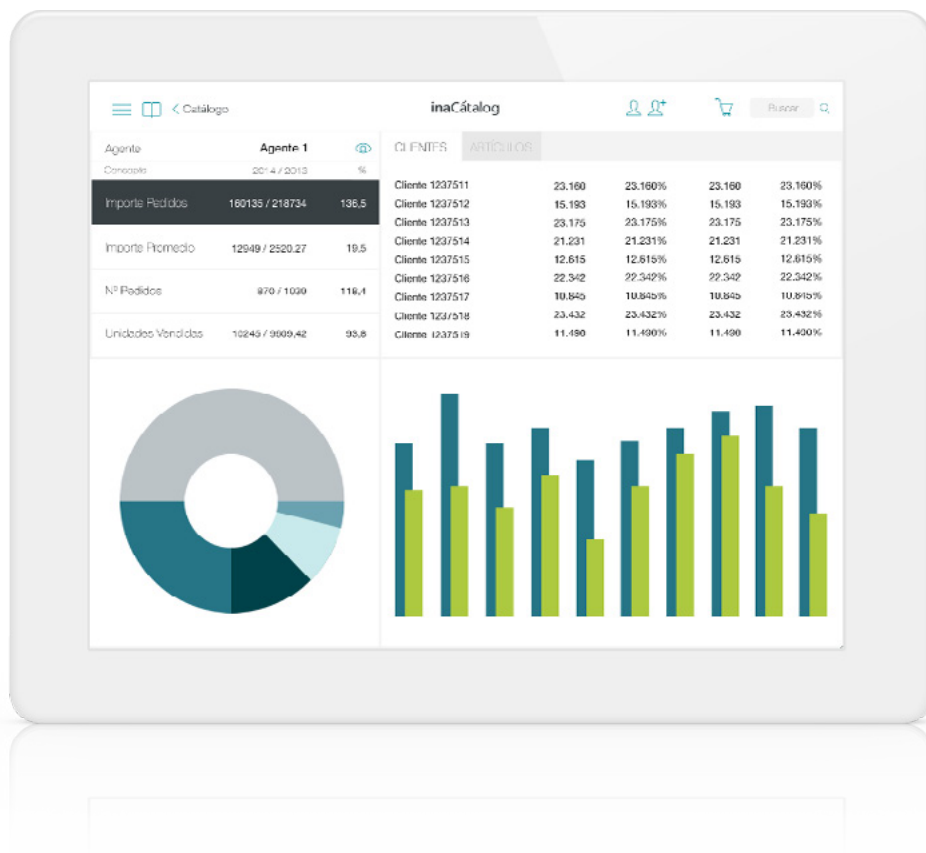 Catálogo
inaCátalog
Buscar
Agente Agente 1
Concepto 2014 / 2013 %
Importe Pedidos 160135 / 218734 136,5
Importe Promedio 12949 / 2520.27 19,5
Nº Pedidos 870 / 1030 118,4
Unidades Vendidas 10245 / 9609,42 93,8
CLIENTES ARTÍCULOS
Cliente 1237511 23.160 23.160% 23.160 23.160%
Cliente 1237512 15.193 15.193% 15.193 15.193%
Cliente 1237513 23.175 23.175% 23.175 23.175%
Cliente 1237514 21.231 21.231% 21.231 21.231%
Cliente 1237515 12.615 12.615% 12.615 12.615%
Cliente 1237516 22.342 22.342% 22.342 22.342%
Cliente 1237517 10.845 10.845% 10.845 10.845%
Cliente 1237518 23.432 23.432% 23.432 23.432%
Cliente 1237519 11.490 11.490% 11.490 11.490%